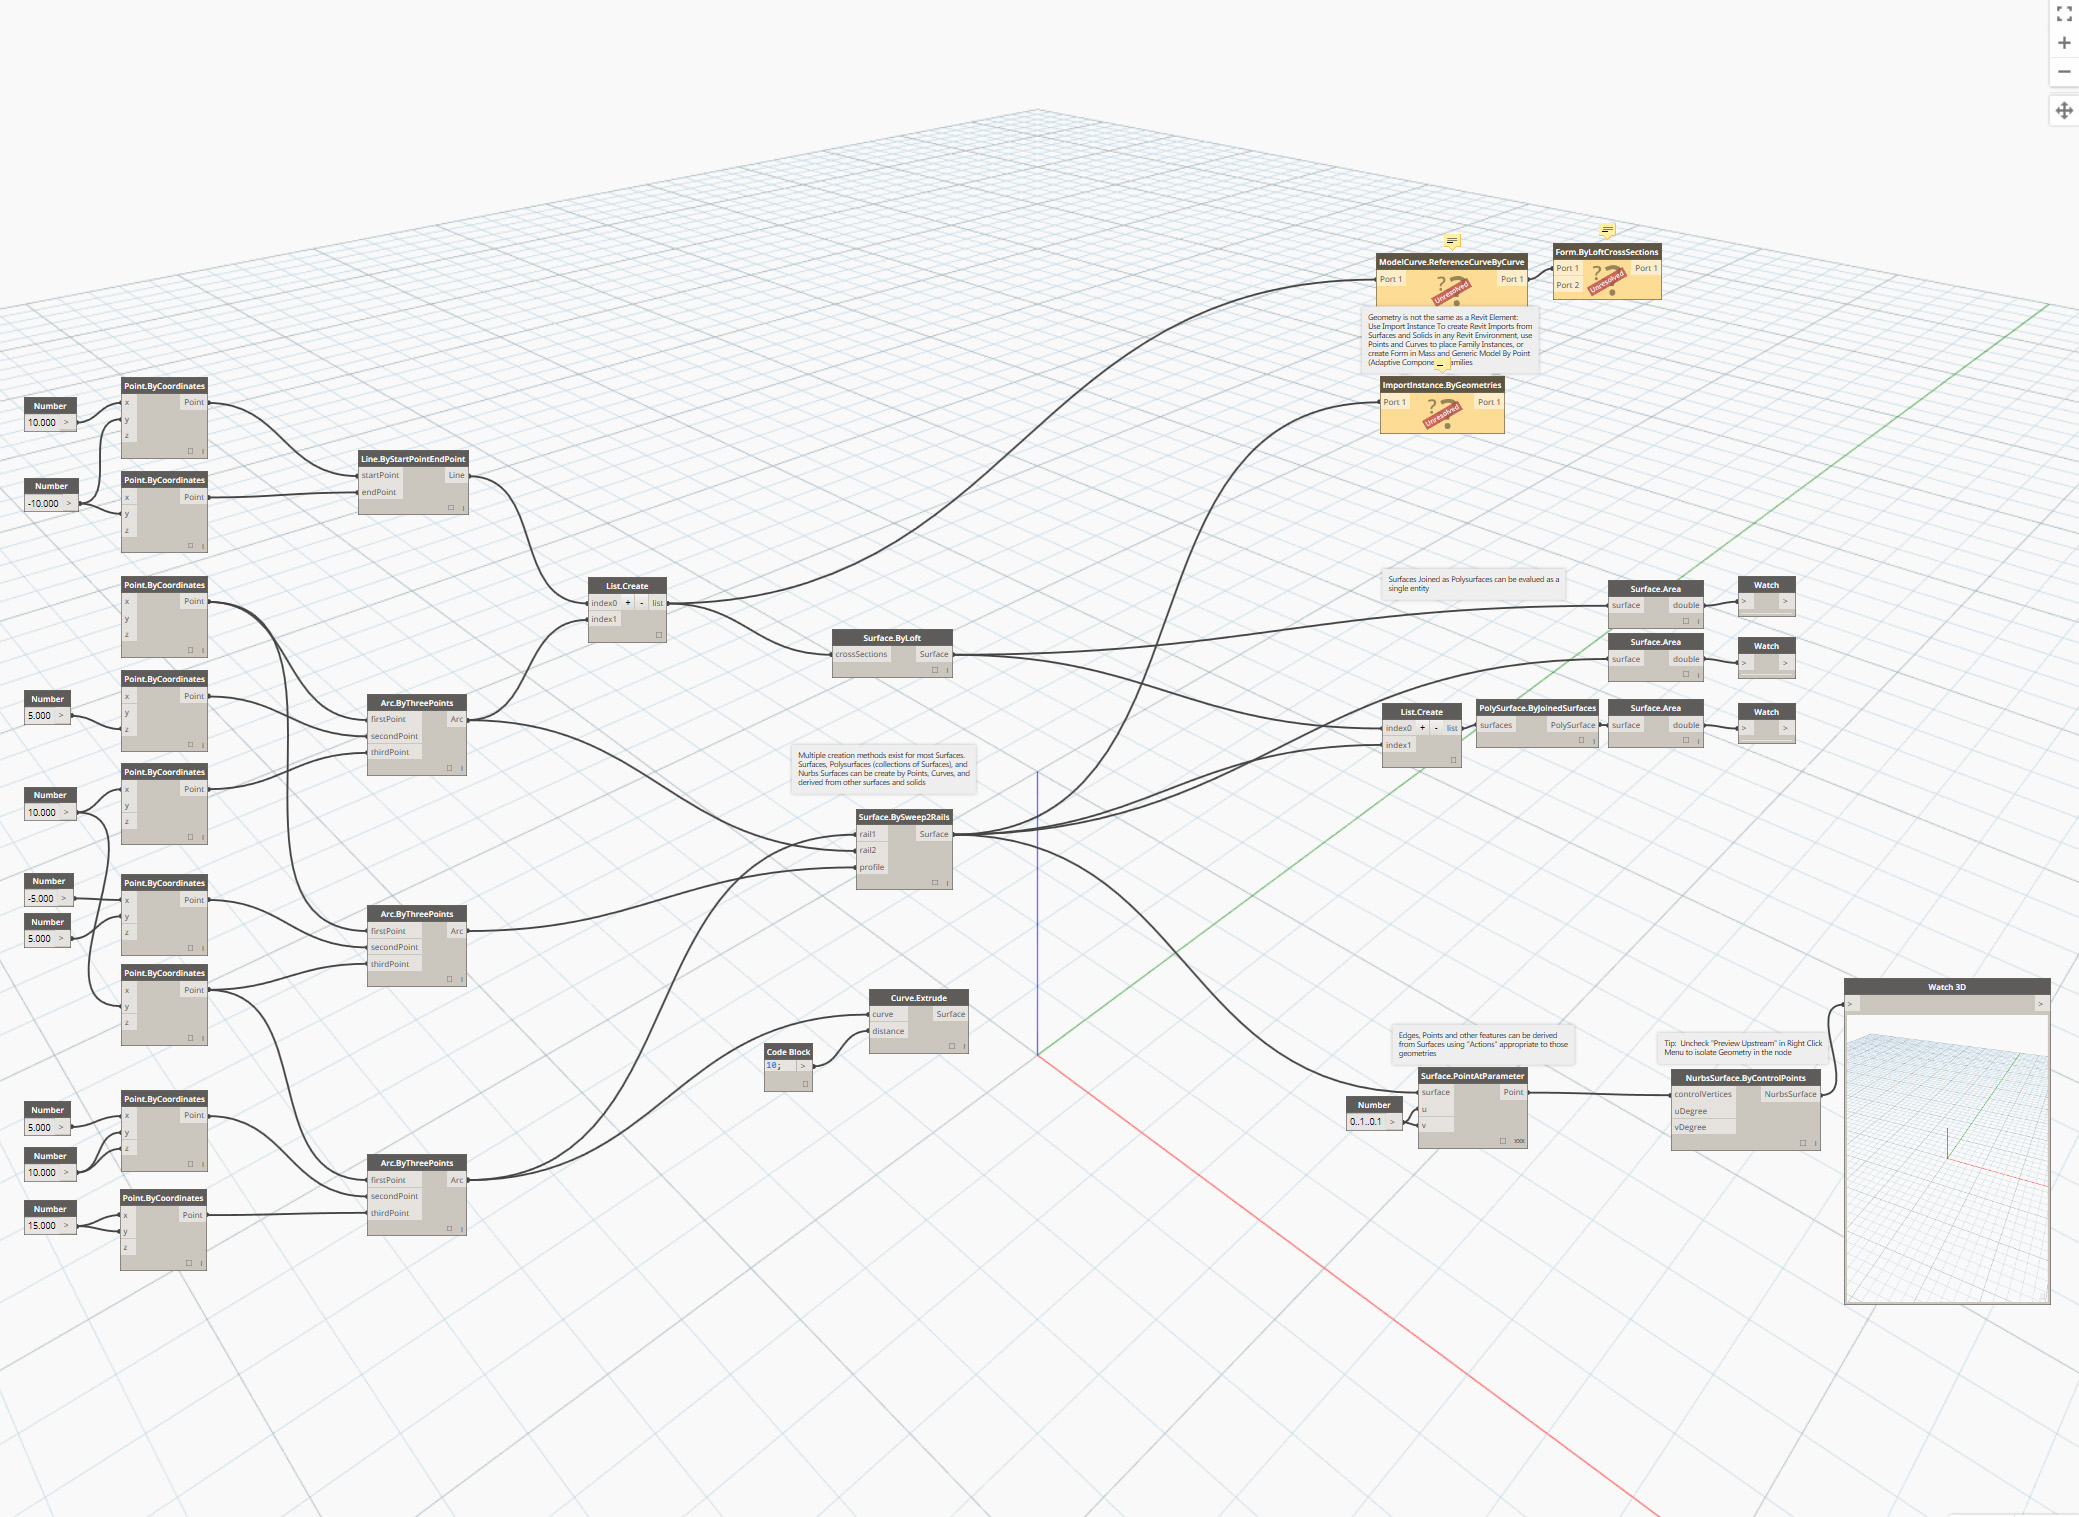 ModelCurve.ReferenceCurveByCurve
Port 1 Port 1
Unresolved
Form.ByLoftCrossSections
Port 1 Port 1
Port 2
Unresolved
Geometry is not the same as a Revit Element:
Use Import Instance To create Revit Imports from
Surfaces and Solids in any Revit Environment, use
Points and Curves to place Family Instances, or
create Form in Mass and Generic Model By Point
(Adaptive
ImportInstance.ByGeometries
Port 1 Port 1
Unresolved
Number
10.000 >
Number
-10.000 >
Point.ByCoordinates
x Point
y
z
Point.ByCoordinates
x Point
y
z
Line.ByStartPointEndPoint
startPoint Line
endPoint
Point.ByCoordinates
x Point
y
z
Number
5.000 >
Point.ByCoordinates
x Point
y
z
Number
10.000 >
Point.ByCoordinates
x Point
y
z
Arc.ByThreePoints
firstPoint Arc
secondPoint
thirdPoint
List.Create
index0 + - list
index1
Surface.ByLoft
crossSections Surface
Surfaces Joined as Polysurfaces can be evalued as a
single entity
Surface.Area
surface double
Watch
> >
Surface.Area
surface double
Watch
> >
List.Create
index0 + - list
index1
PolySurface.ByJoinedSurfaces
surfaces PolySurface
Surface.Area
surface double
Watch
> >
Multiple creation methods exist for most Surfaces.
Surfaces, Polysurfaces (collections of Surfaces), and
Nurbs Surfaces can be create by Points, Curves, and
derived from other surfaces and solids
Surface.BySweep2Rails
rail1 Surface
rail2
profile
Number
-5.000 >
Number
5.000 >
Point.ByCoordinates
x Point
y
z
Point.ByCoordinates
x Point
y
z
Arc.ByThreePoints
firstPoint Arc
secondPoint
thirdPoint
Curve.Extrude
curve Surface
distance
Code Block
10; >
Number
5.000 >
Number
10.000 >
Number
15.000 >
Point.ByCoordinates
x Point
y
z
Point.ByCoordinates
x Point
y
z
Arc.ByThreePoints
firstPoint Arc
secondPoint
thirdPoint
Edges, Points and other features can be derived
from Surfaces using "Actions" appropriate to those
geometries
Surface.PointAtParameter
surface Point
u
v
xxx
Number
0..1..0.1 >
Tip: Uncheck "Preview Upstream" in Right Click
Menu to isolate Geometry in the node
NurbsSurface.ByControlPoints
controlVertices NurbsSurface
uDegree
vDegree
Watch 3D
> >